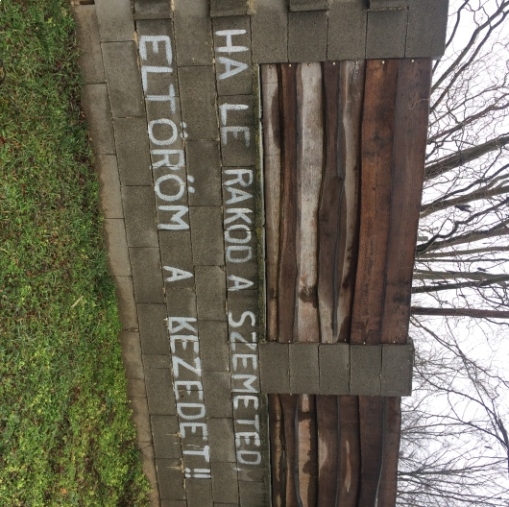 HA LE RAKOD A SZEMETED,
ELTÖRÖM A KEZEDET!!